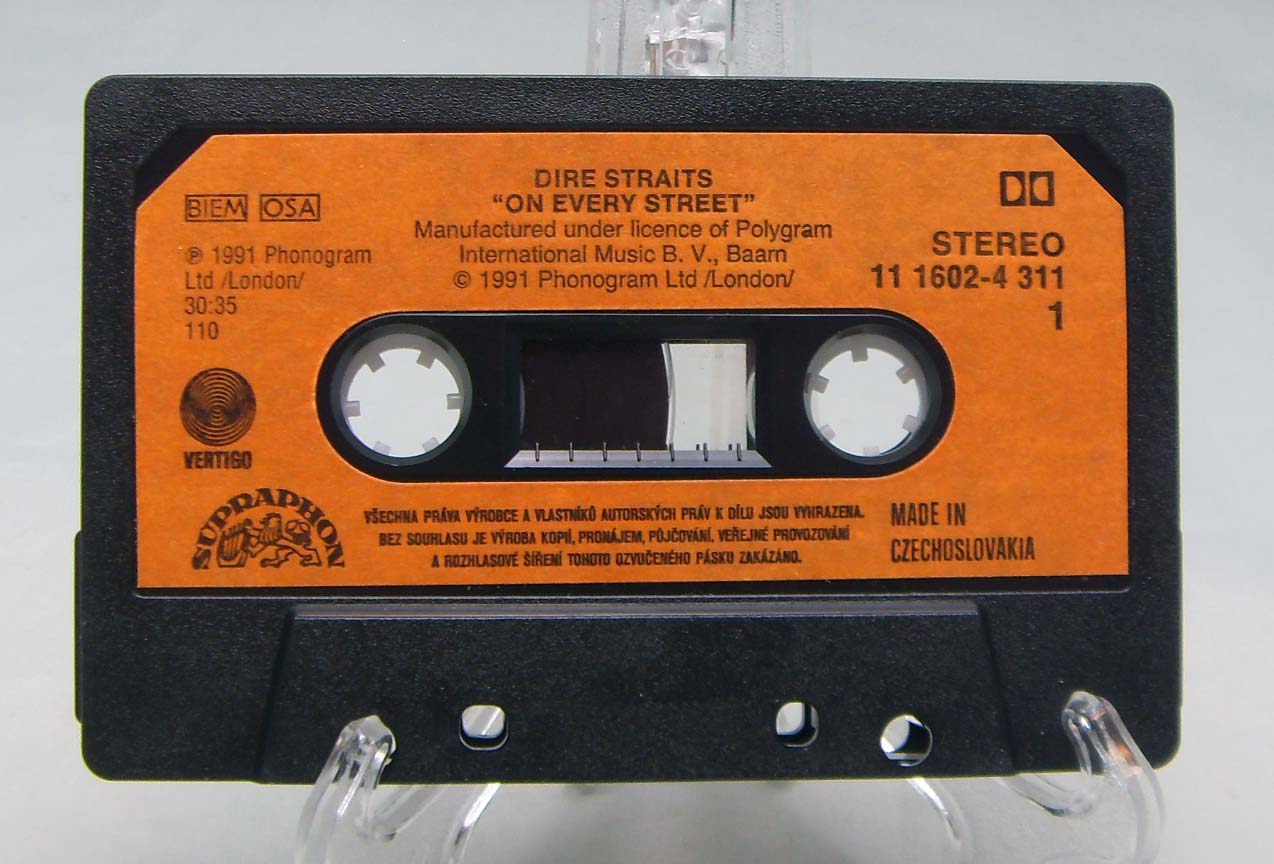 BIEM OSA
℗ 1991 Phonogram
Ltd /London/
30:35
110
VERTIGO
SUPRAPHON
DIRE STRAITS
“ON EVERY STREET”
Manufactured under licence of Polygram
International Music B. V., Baarn
© 1991 Phonogram Ltd /London/
STEREO
11 1602-4 311
1
VŠECHNA PRÁVA VÝROBCE A VLASTNÍKŮ AUTORSKÝCH PRÁV K DÍLU JSOU VYHRAZENA.
BEZ SOUHLASU JE VÝROBA KOPIÍ, PRONÁJEM, PŮJČOVÁNÍ, VEŘEJNÉ PROVOZOVÁNÍ
A ROZHLASOVÉ ŠÍŘENÍ TOHOTO OZVUČENÉHO PÁSKU ZAKÁZÁNO.
MADE IN
CZECHOSLOVAKIA